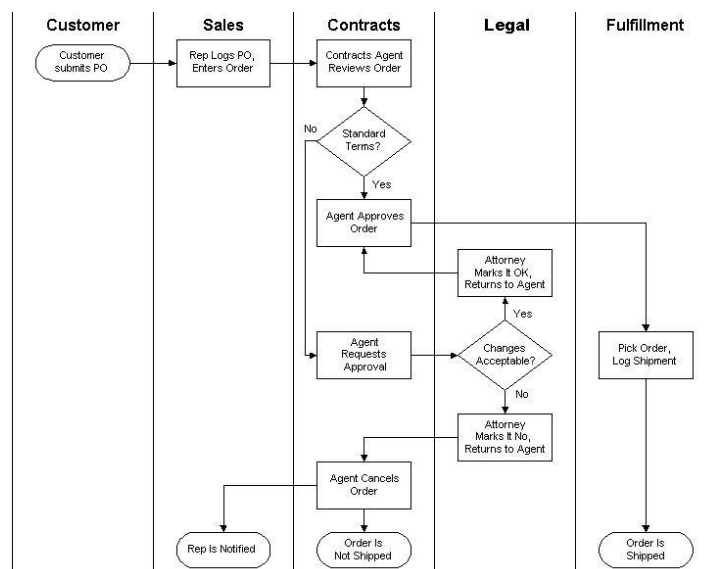 Customer
Sales
Contracts
Legal
Fulfillment
Customer
submits PO
Rep Logs PO,
Enters Order
Contracts Agent
Reviews Order
No
Standard
Terms?
Yes
Agent Approves
Order
Attorney
Marks It OK,
Returns to Agent
Yes
Agent
Requests
Approval
Changes
Acceptable?
Pick Order,
Log Shipment
No
Attorney
Marks It No,
Returns to Agent
Agent Cancels
Order
Rep Is Notified
Order Is
Not Shipped
Order Is
Shipped